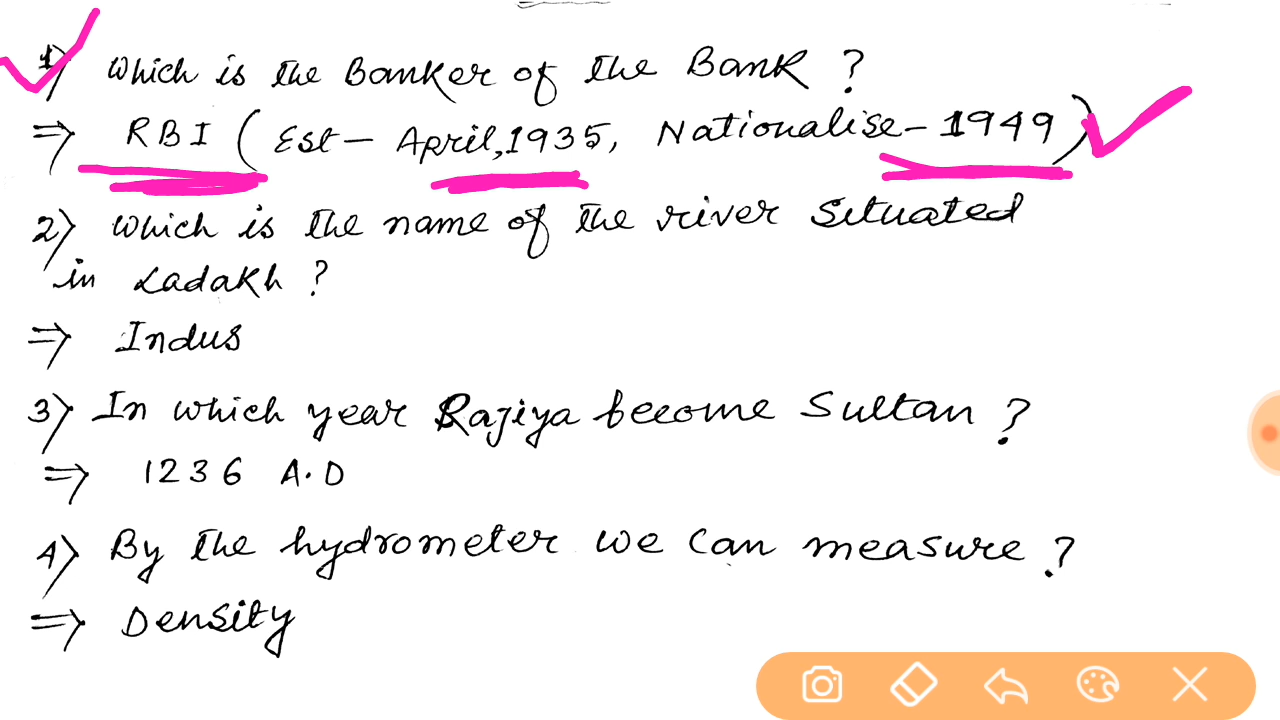 1) Which is the Banker of the Bank ?
⇒ RBI ( Est - April, 1935, Nationalise - 1949 )
2) Which is the name of the river situated
in Ladakh ?
⇒ Indus
3) In which year Rajiya become Sultan ?
⇒ 1236 A.D
4) By the hydrometer we can measure ?
⇒ Density